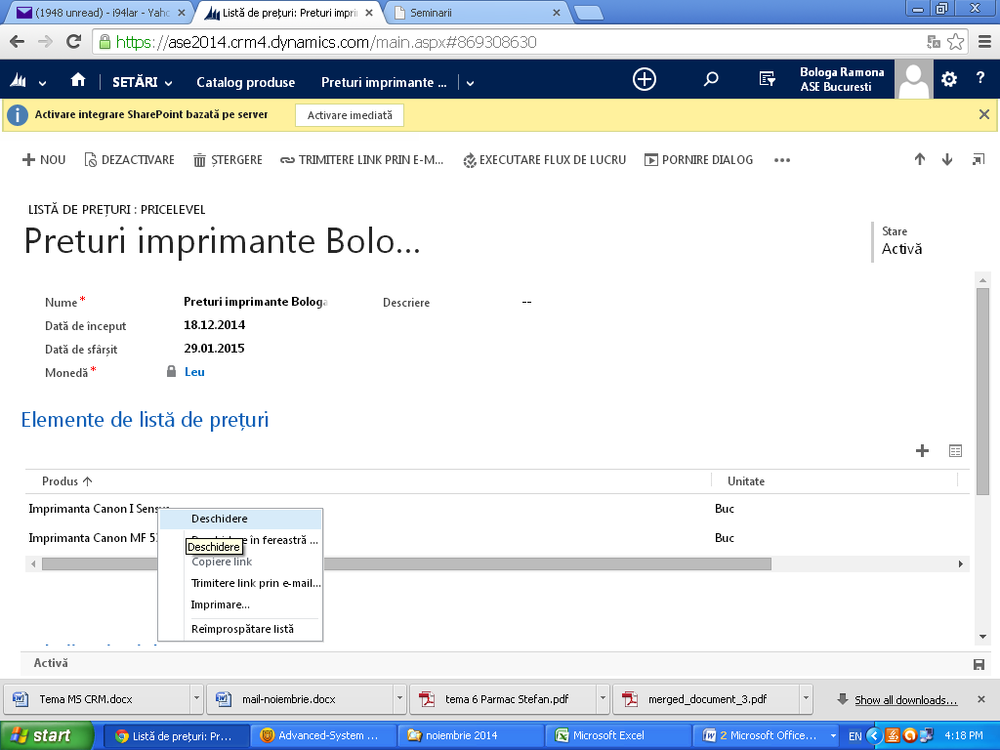 (1948 unread) - i94lar - Yaho
Listă de prețuri: Preturi impri
Seminarii
https://ase2014.crm4.dynamics.com/main.aspx#869308630
SETĂRI
Catalog produse
Preturi imprimante ...
Bologa Ramona
ASE Bucuresti
?
Activare integrare SharePoint bazată pe server
Activare imediată
NOU
DEZACTIVARE
ȘTERGERE
TRIMITERE LINK PRIN E-M...
EXECUTARE FLUX DE LUCRU
PORNIRE DIALOG
LISTĂ DE PREȚURI : PRICELEVEL
Preturi imprimante Bolo...
Stare
Activă
Nume*
Preturi imprimante Bologa
Descriere
--
Dată de început
18.12.2014
Dată de sfârșit
29.01.2015
Monedă*
Leu
Elemente de listă de prețuri
Produs
Unitate
Imprimanta Canon I Sensys
Buc
Imprimanta Canon MF 5
Buc
Deschidere
în fereastră ...
Deschidere
Copiere link
Trimitere link prin e-mail...
Imprimare...
Reîmprospătare listă
Activă
Tema MS CRM.docx
mail-noiembrie.docx
tema 6 Parmac Stefan.pdf
merged_document_3.pdf
Show all downloads...
start
Listă de prețuri: Pr...
Advanced-System ...
noiembrie 2014
Microsoft Excel
2 Microsoft Office...
EN
4:18 PM